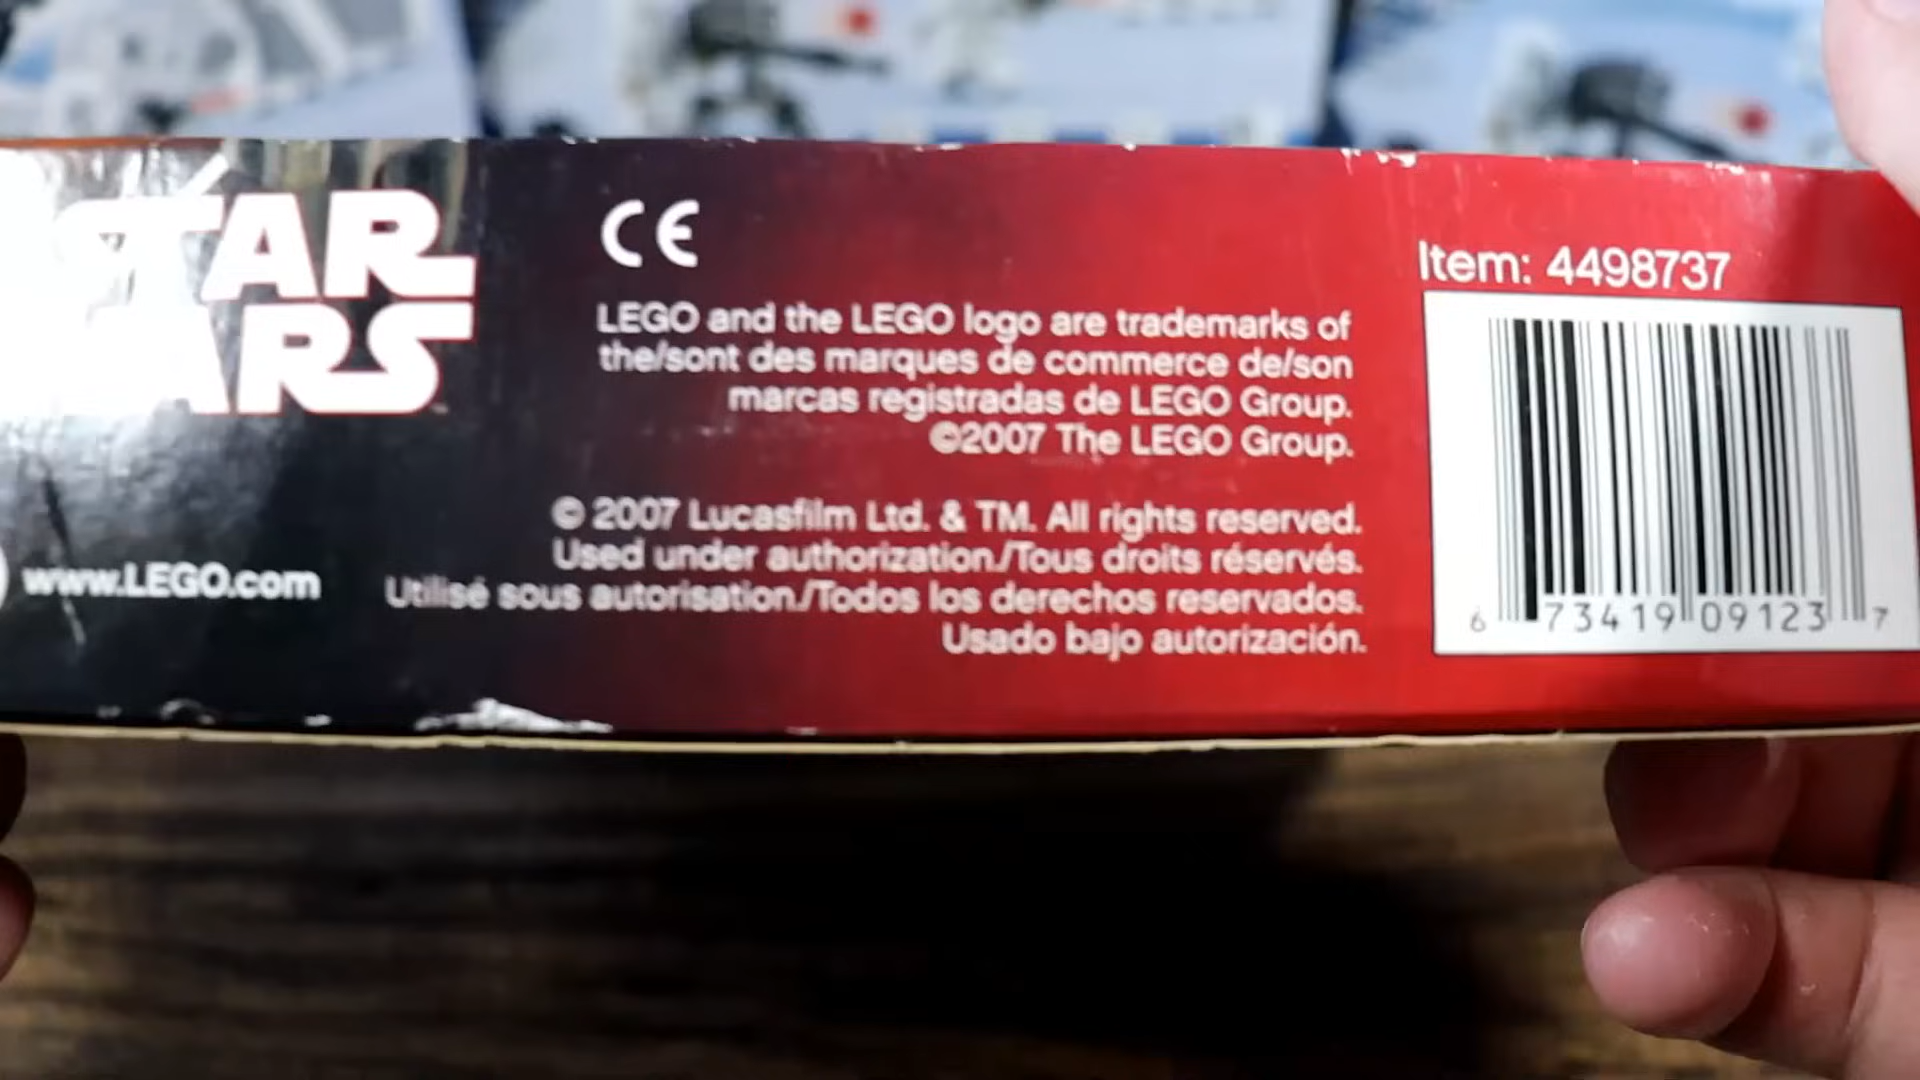 STAR
WARS
www.LEGO.com
CE
LEGO and the LEGO logo are trademarks of
the/sont des marques de commerce de/son
marcas registradas de LEGO Group.
©2007 The LEGO Group.
© 2007 Lucasfilm Ltd. & TM. All rights reserved.
Used under authorization./Tous droits réservés.
Utilisé sous autorisation./Todos los derechos reservados.
Usado bajo autorización.
Item: 4498737
6 73419 09123 7